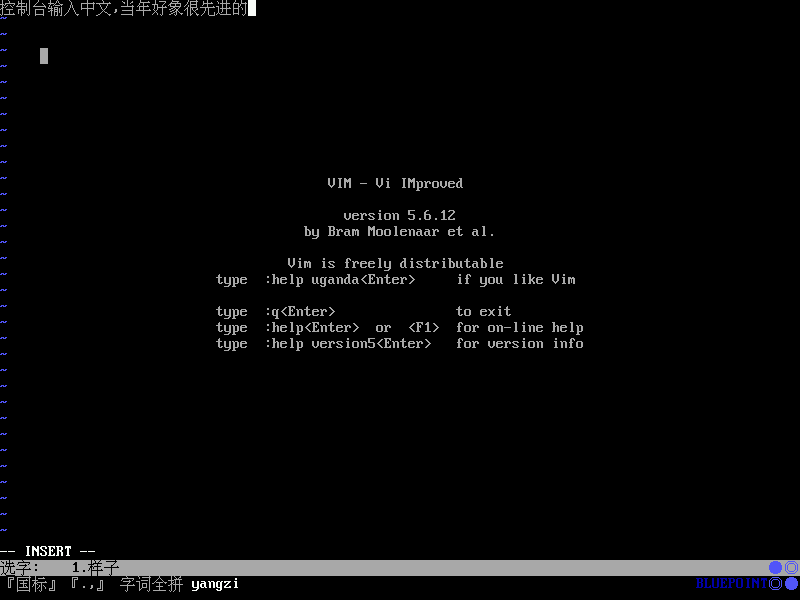 控制台输入中文,当年好象很先进的
~
~
~
~
~
~
~
~
~
~
VIM - Vi IMproved
~
~
version 5.6.12
~
by Bram Moolenaar et al.
~
~
Vim is freely distributable
~
type :help uganda<Enter> if you like Vim
~
~
type :q<Enter> to exit
~
type :help<Enter> or <F1> for on-line help
~
type :help version5<Enter> for version info
~
~
~
~
~
~
~
~
~
~
~
~
~
-- INSERT --
选字: 1.样子
『国标』『.,』 字词全拼 yangzi BLUEPOINT